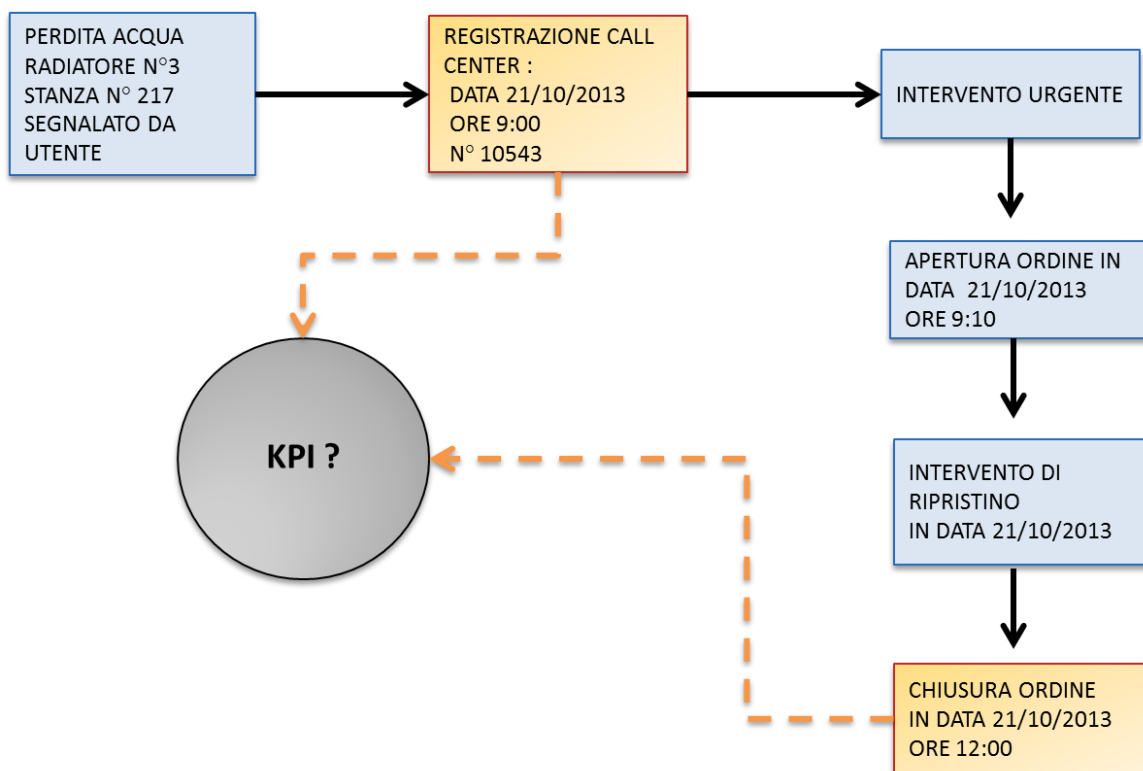 PERDITA ACQUA
RADIATORE N°3
STANZA N° 217
SEGNALATO DA
UTENTE
REGISTRAZIONE CALL
CENTER :
DATA 21/10/2013
ORE 9:00
N° 10543
INTERVENTO URGENTE
APERTURA ORDINE IN
DATA 21/10/2013
ORE 9:10
KPI ?
INTERVENTO DI
RIPRISTINO
IN DATA 21/10/2013
CHIUSURA ORDINE
IN DATA 21/10/2013
ORE 12:00